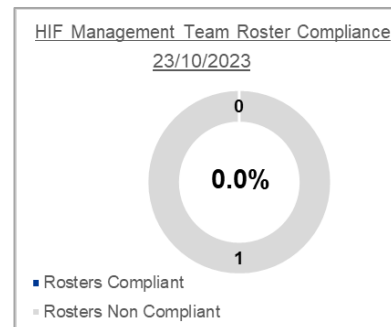 HIF Management Team Roster Compliance
23/10/2023
0
0.0%
1
Rosters Compliant
Rosters Non Compliant